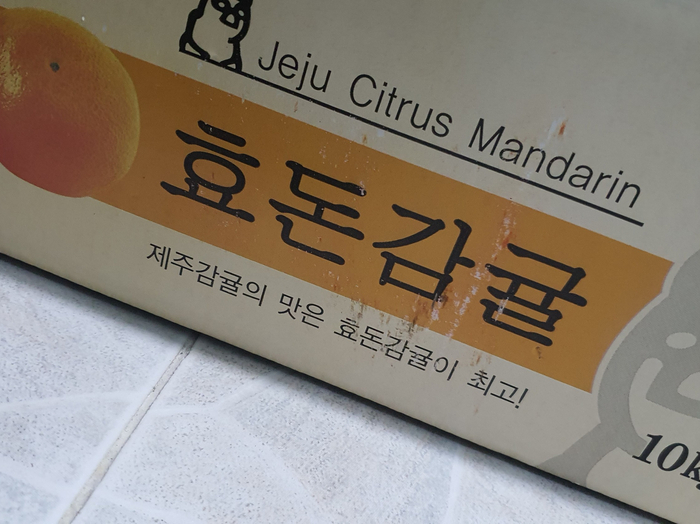 Jeju Citrus Mandarin
효돈감귤
제주감귤의 맛은 효돈감귤이 최고!
10kg